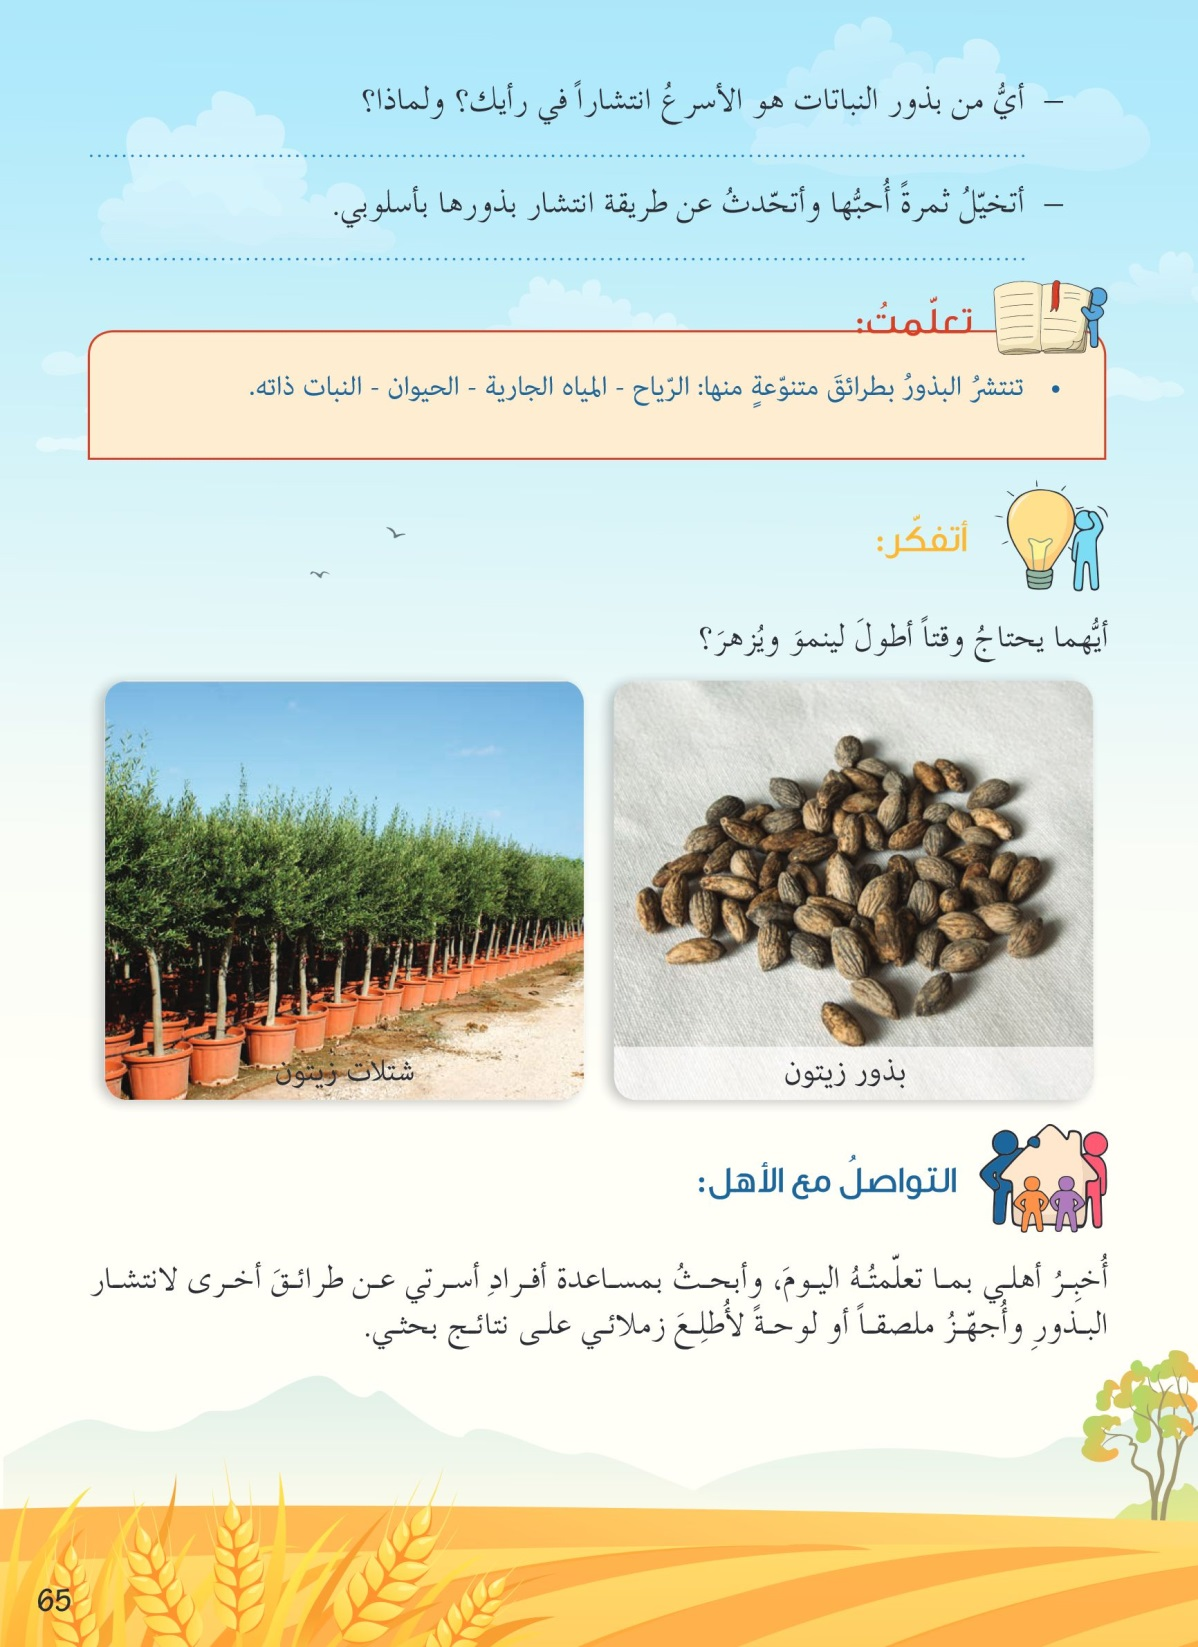 – أيُّ من بذور النباتات هو الأسرعُ انتشاراً في رأيك؟ ولماذا؟
– أتخيّلُ ثمرةً أُحبُّها وأتحّدثُ عن طريقة انتشار بذورها بأسلوبي.
تعلّمتُ:
• تنتشرُ البذورُ بطرائقَ متنوّعةٍ منها: الرّياح - المياه الجارية - الحيوان - النبات ذاته.
أتفكّر:
أيُّهما يحتاجُ وقتاً أطولَ لينموَ ويُزهرَ؟
بذور زيتون
شتلات زيتون
التواصلُ مع الأهل:
أُخبِرُ أهلي بما تعلّمتُهُ اليومَ، وأبحثُ بمساعدة أفرادِ أسرتي عن طرائقَ أخرى لانتشار
البذورِ وأُجهّزُ ملصقاً أو لوحةً لأُطلِعَ زملائي على نتائج بحثي.
65